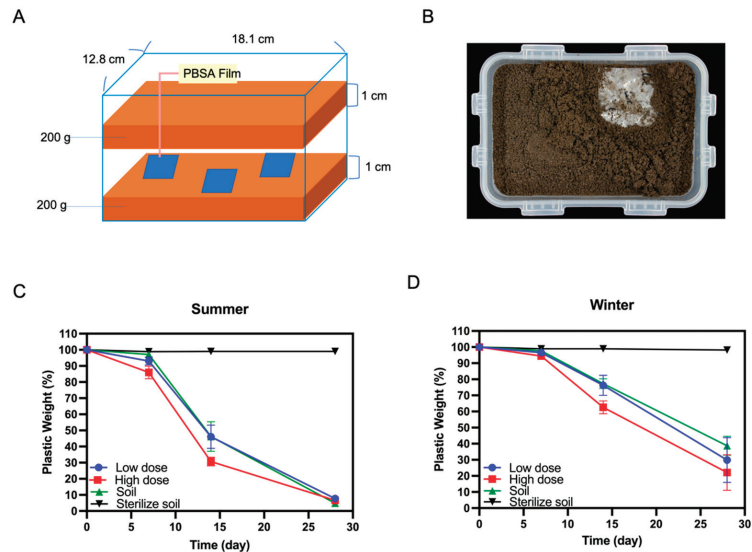 A
18.1 cm
12.8 cm
PBSA Film
1 cm
200 g
1 cm
200 g
B
C
Summer
Plastic Weight (%)
110
100
90
80
70
60
50
40
30
20
10
0
Low dose
High dose
Soil
Sterilize soil
0 5 10 15 20 25 30
Time (day)
D
Winter
Plastic Weight (%)
110
100
90
80
70
60
50
40
30
20
10
0
Low dose
High dose
Soil
Sterilize soil
0 5 10 15 20 25 30
Time (day)